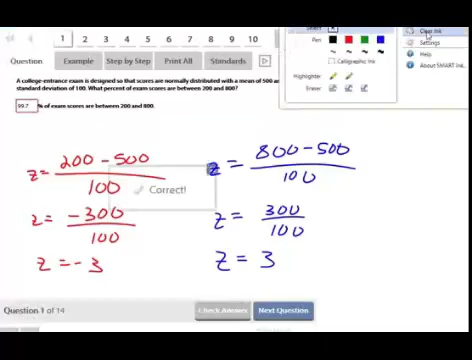 1 2 3 4 5 6 7 8 9 10
Question Example Step by Step Print All Standards
Select
Pen
Calligraphic Ink
Highlighter
Eraser
Clear Ink
Settings
Help
About SMART Ink
A college-entrance exam is designed so that scores are normally distributed with a mean of 500 an
standard deviation of 100. What percent of exam scores are between 200 and 800?
99.7 % of exam scores are between 200 and 800.
z = 200 - 500
100
z = -300
100
z = -3
Correct!
z = 800 - 500
100
z = 300
100
z = 3
Question 1 of 14 Check Answer Next Question